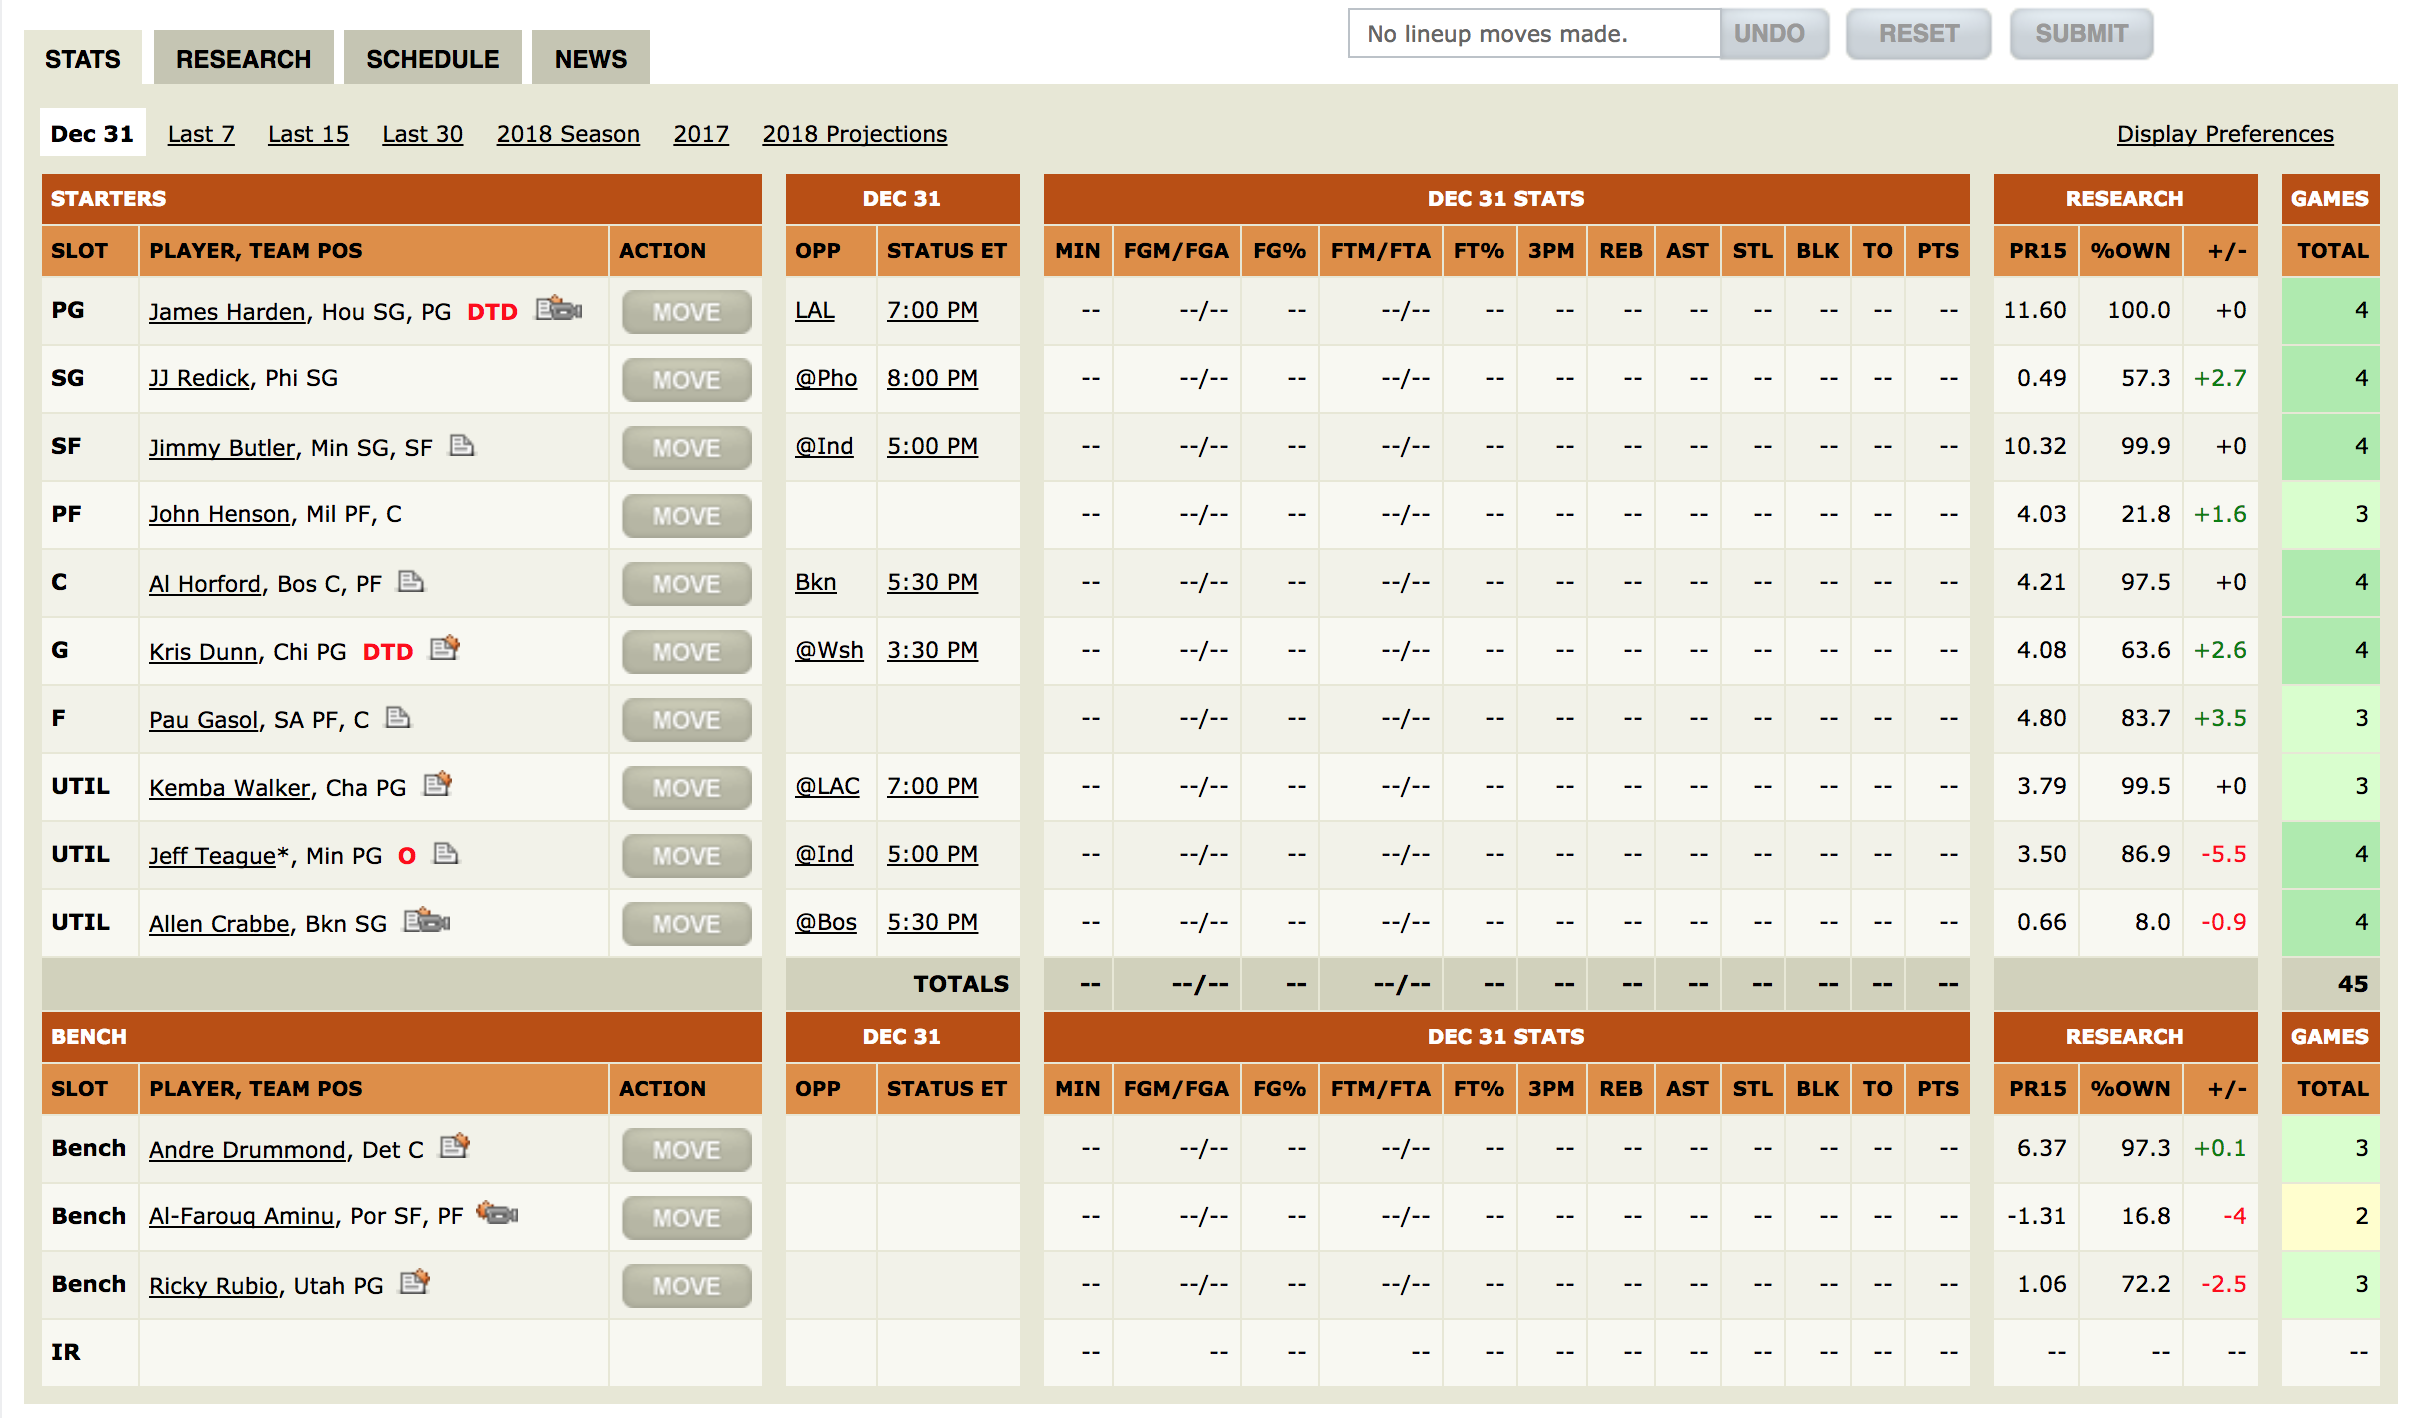 No lineup moves made. UNDO RESET SUBMIT
STATS RESEARCH SCHEDULE NEWS
Dec 31 Last 7 Last 15 Last 30 2018 Season 2017 2018 Projections Display Preferences
STARTERS DEC 31 DEC 31 STATS RESEARCH GAMES
SLOT PLAYER, TEAM POS ACTION OPP STATUS ET MIN FGM/FGA FG% FTM/FTA FT% 3PM REB AST STL BLK TO PTS PR15 %OWN +/- TOTAL
PG James Harden, Hou SG, PG DTD MOVE LAL 7:00 PM -- --/-- -- --/-- -- -- -- -- -- -- -- -- 11.60 100.0 +0 4
SG JJ Redick, Phi SG MOVE @Pho 8:00 PM -- --/-- -- --/-- -- -- -- -- -- -- -- -- 0.49 57.3 +2.7 4
SF Jimmy Butler, Min SG, SF MOVE @Ind 5:00 PM -- --/-- -- --/-- -- -- -- -- -- -- -- -- 10.32 99.9 +0 4
PF John Henson, Mil PF, C MOVE -- --/-- -- --/-- -- -- -- -- -- -- -- -- 4.03 21.8 +1.6 3
C Al Horford, Bos C, PF MOVE Bkn 5:30 PM -- --/-- -- --/-- -- -- -- -- -- -- -- -- 4.21 97.5 +0 4
G Kris Dunn, Chi PG DTD MOVE @Wsh 3:30 PM -- --/-- -- --/-- -- -- -- -- -- -- -- -- 4.08 63.6 +2.6 4
F Pau Gasol, SA PF, C MOVE -- --/-- -- --/-- -- -- -- -- -- -- -- -- 4.80 83.7 +3.5 3
UTIL Kemba Walker, Cha PG MOVE @LAC 7:00 PM -- --/-- -- --/-- -- -- -- -- -- -- -- -- 3.79 99.5 +0 3
UTIL Jeff Teague*, Min PG O MOVE @Ind 5:00 PM -- --/-- -- --/-- -- -- -- -- -- -- -- -- 3.50 86.9 -5.5 4
UTIL Allen Crabbe, Bkn SG MOVE @Bos 5:30 PM -- --/-- -- --/-- -- -- -- -- -- -- -- -- 0.66 8.0 -0.9 4
TOTALS -- --/-- -- --/-- -- -- -- -- -- -- -- -- 45
BENCH DEC 31 DEC 31 STATS RESEARCH GAMES
SLOT PLAYER, TEAM POS ACTION OPP STATUS ET MIN FGM/FGA FG% FTM/FTA FT% 3PM REB AST STL BLK TO PTS PR15 %OWN +/- TOTAL
Bench Andre Drummond, Det C MOVE -- --/-- -- --/-- -- -- -- -- -- -- -- -- 6.37 97.3 +0.1 3
Bench Al-Farouq Aminu, Por SF, PF MOVE -- --/-- -- --/-- -- -- -- -- -- -- -- -- -1.31 16.8 -4 2
Bench Ricky Rubio, Utah PG MOVE -- --/-- -- --/-- -- -- -- -- -- -- -- -- 1.06 72.2 -2.5 3
IR -- -- -- -- -- -- -- -- -- -- -- -- -- -- -- --